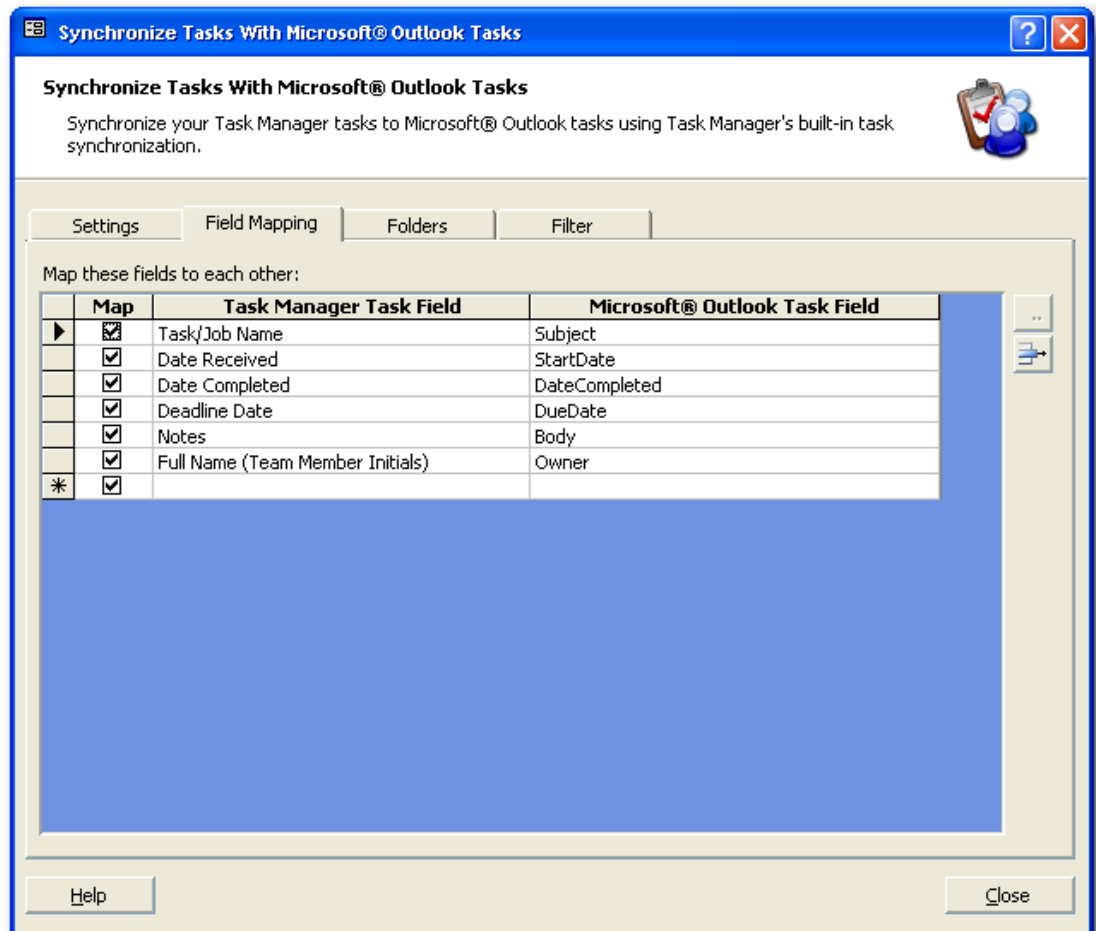 Synchronize Tasks With Microsoft® Outlook Tasks
Synchronize Tasks With Microsoft® Outlook Tasks
Synchronize your Task Manager tasks to Microsoft® Outlook tasks using Task Manager's built-in task
synchronization.
Settings Field Mapping Folders Filter
Map these fields to each other:
Map Task Manager Task Field Microsoft® Outlook Task Field
Task/Job Name Subject
Date Received StartDate
Date Completed DateCompleted
Deadline Date DueDate
Notes Body
Full Name (Team Member Initials) Owner
Help Close